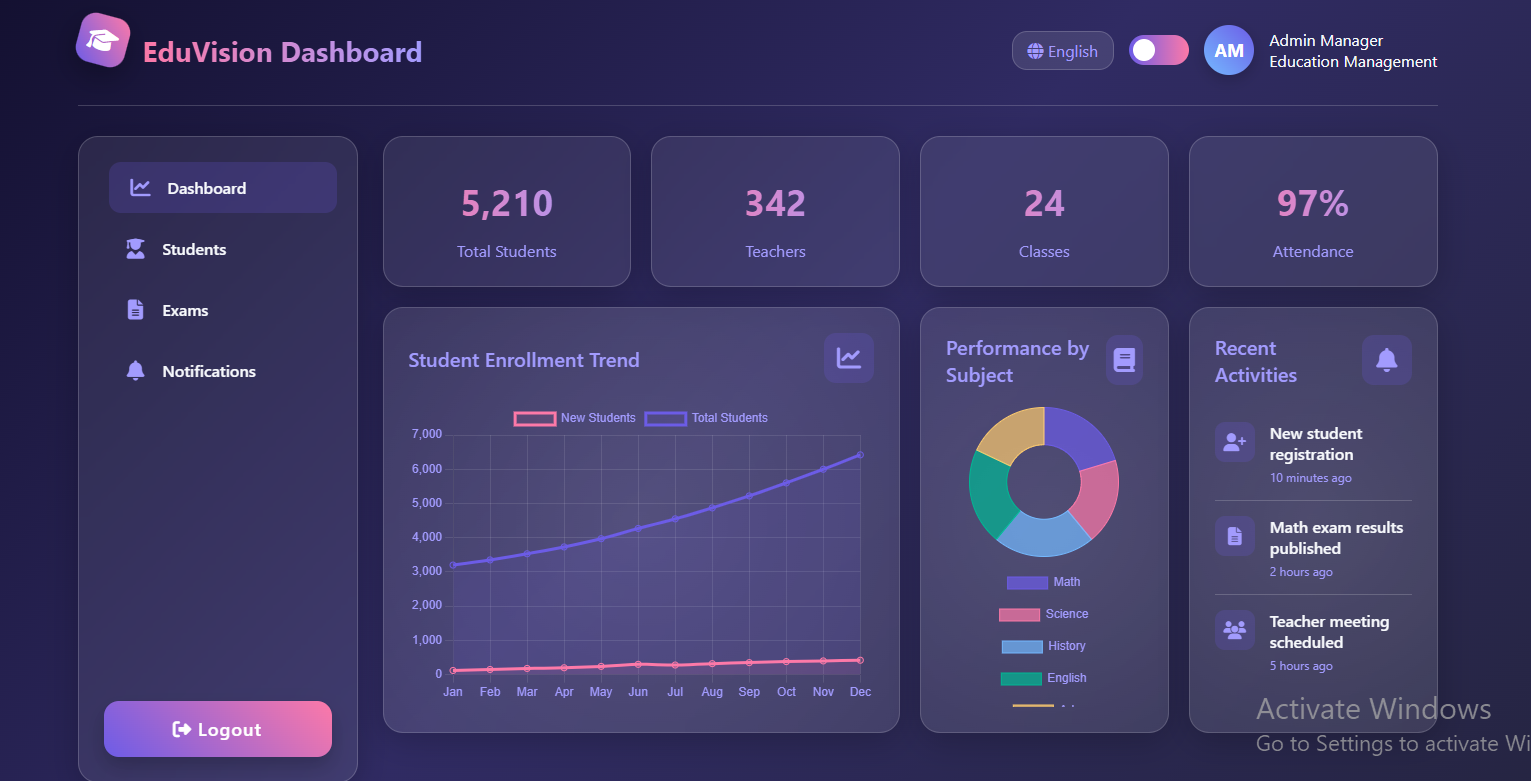 EduVision Dashboard
English
AM
Admin Manager
Education Management
Dashboard
Students
Exams
Notifications
Logout
5,210
Total Students
342
Teachers
24
Classes
97%
Attendance
Student Enrollment Trend
New Students
Total Students
7,000
6,000
5,000
4,000
3,000
2,000
1,000
0
Jan Feb Mar Apr May Jun Jul Aug Sep Oct Nov Dec
Performance by
Subject
Math
Science
History
English
Recent
Activities
New student
registration
10 minutes ago
Math exam results
published
2 hours ago
Teacher meeting
scheduled
5 hours ago
Activate Windows
Go to Settings to activate Wi